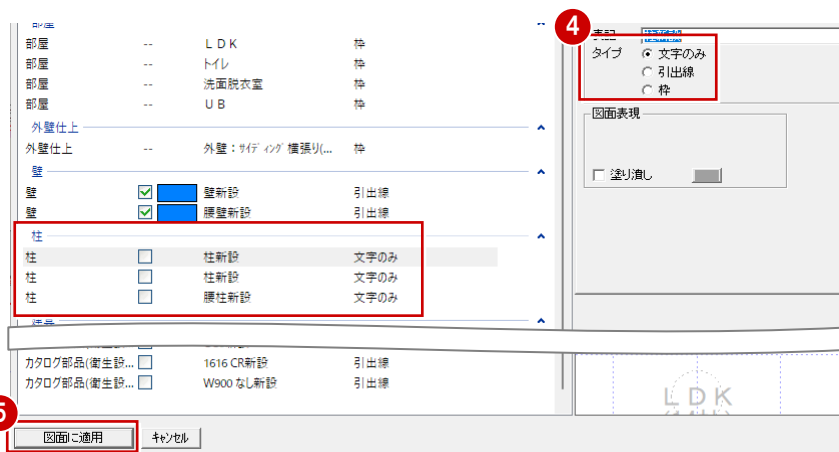 部屋 -- ＬＤＫ 枠
部屋 -- トイレ 枠
部屋 -- 洗面脱衣室 枠
部屋 -- ＵＢ 枠
外壁仕上
外壁仕上 -- 外壁：ｻｲﾃﾞｨﾝｸﾞ横張り(... 枠
壁
壁 壁新設 引出線
壁 腰壁新設 引出線
柱
柱 柱新設 文字のみ
柱 柱新設 文字のみ
柱 腰柱新設 文字のみ
カタログ部品(衛生設... 1616 CR新設 引出線
カタログ部品(衛生設... W900 なし新設 引出線
5
図面に適用 ｷｬﾝｾﾙ
4
表記
タイプ 文字のみ
引出線
枠
図面表現
塗り潰し
ＬＤＫ